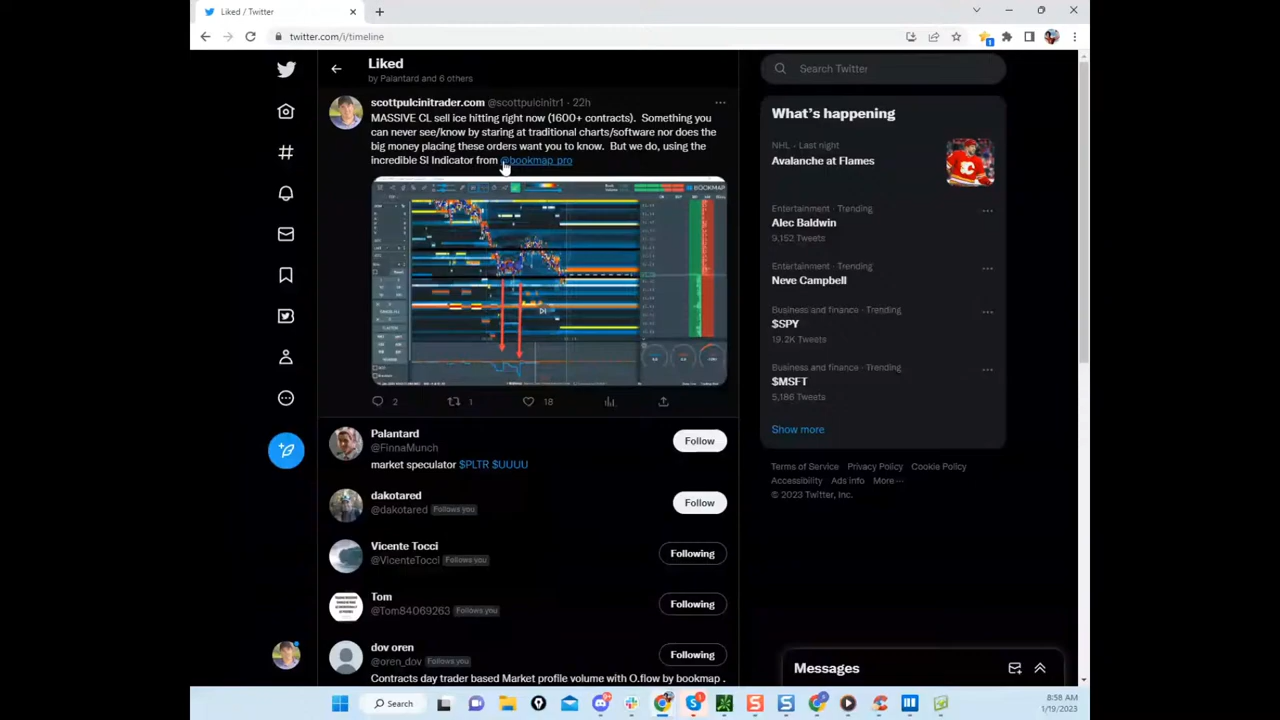 Liked / Twitter
twitter.com/i/timeline
Liked
by Palantard and 6 others
scottpulcinitrader.com @scottpulcinitr1 · 22h
MASSIVE CL sell ice hitting right now (1600+ contracts). Something you
can never see/know by staring at traditional charts/software nor does the
big money placing these orders want you to know. But we do, using the
incredible SI Indicator from @bookmap_pro
BOOKMAP
2
1
18
Palantard
@FinnaMunch
Follow
market speculator $PLTR $UUUU
dakotared
@dakotared Follows you
Follow
Vicente Tocci
@VicenteTocci Follows you
Following
Tom
@Tom84069263 Follows you
Following
dov oren
@oren_dov Follows you
Following
Contracts day trader based Market profile volume with O.flow by bookmap .
Search Twitter
What's happening
NHL · Last night
Avalanche at Flames
Entertainment · Trending
Alec Baldwin
9,152 Tweets
Entertainment · Trending
Neve Campbell
Business and finance · Trending
$SPY
19.2K Tweets
Business and finance · Trending
$MSFT
5,186 Tweets
Show more
Terms of Service Privacy Policy Cookie Policy
Accessibility Ads info More ···
© 2023 Twitter, Inc.
Messages
Search
8:58 AM
1/19/2023